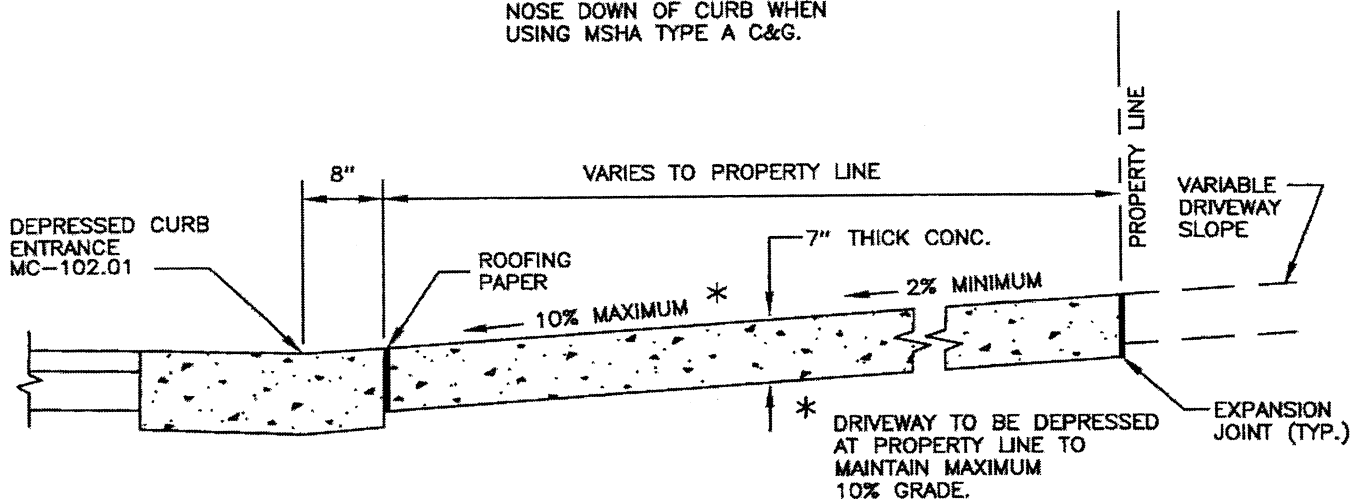 NOSE DOWN OF CURB WHEN
USING MSHA TYPE A C&G.
PROPERTY LINE
8"
VARIES TO PROPERTY LINE
VARIABLE
DRIVEWAY
SLOPE
DEPRESSED CURB
ENTRANCE
MC-102.01
ROOFING
PAPER
7" THICK CONC.
10% MAXIMUM *
2% MINIMUM
* DRIVEWAY TO BE DEPRESSED
AT PROPERTY LINE TO
MAINTAIN MAXIMUM
10% GRADE.
EXPANSION
JOINT (TYP.)